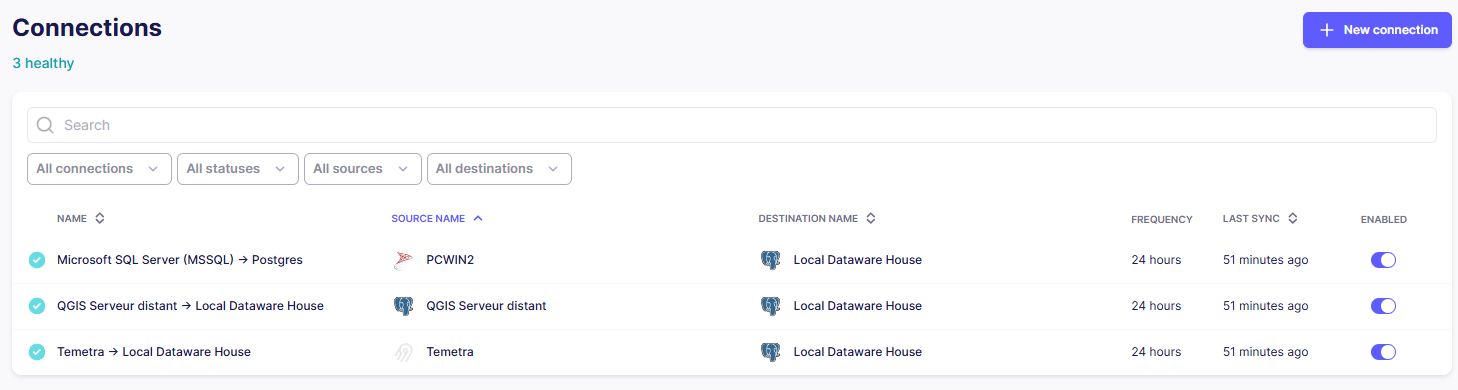 Connections
New connection
3 healthy
Search
All connections All statuses All sources All destinations
NAME SOURCE NAME DESTINATION NAME FREQUENCY LAST SYNC ENABLED
Microsoft SQL Server (MSSQL) → Postgres PCWIN2 Local Dataware House 24 hours 51 minutes ago
QGIS Serveur distant → Local Dataware House QGIS Serveur distant Local Dataware House 24 hours 51 minutes ago
Temetra → Local Dataware House Temetra Local Dataware House 24 hours 51 minutes ago